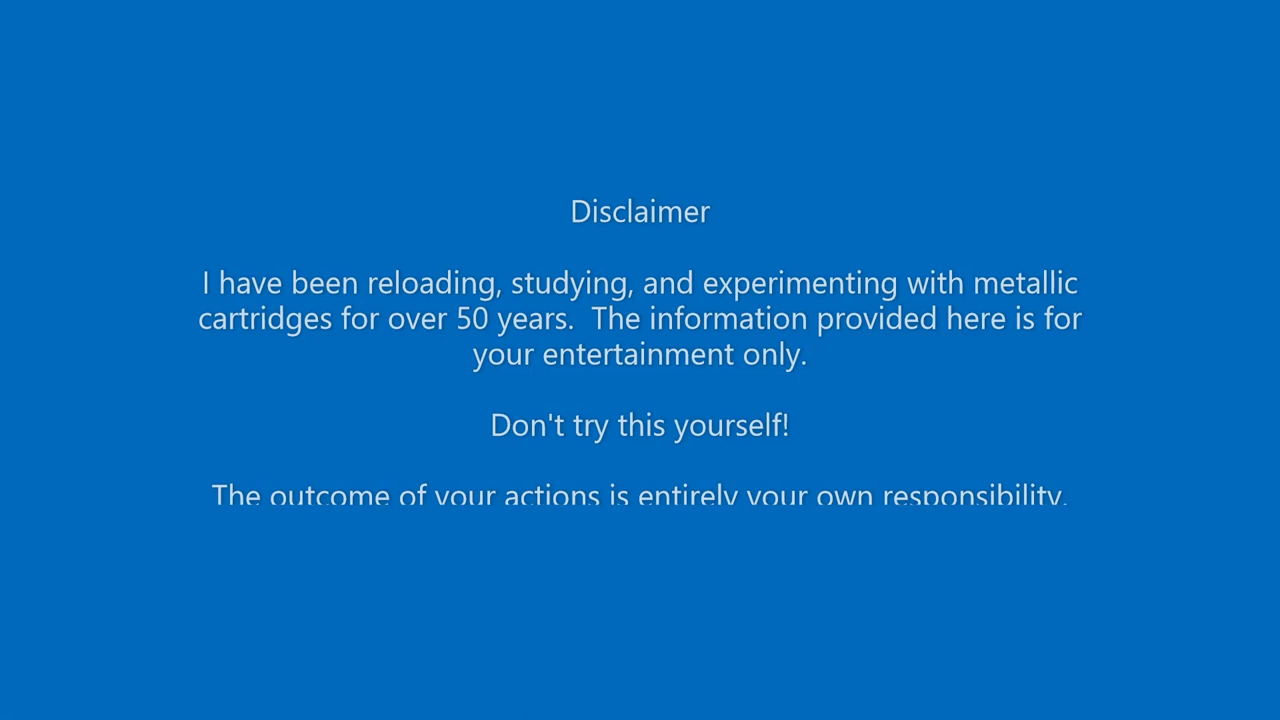 Disclaimer
I have been reloading, studying, and experimenting with metallic
cartridges for over 50 years.  The information provided here is for
your entertainment only.
Don't try this yourself!
The outcome of your actions is entirely your own responsibility.